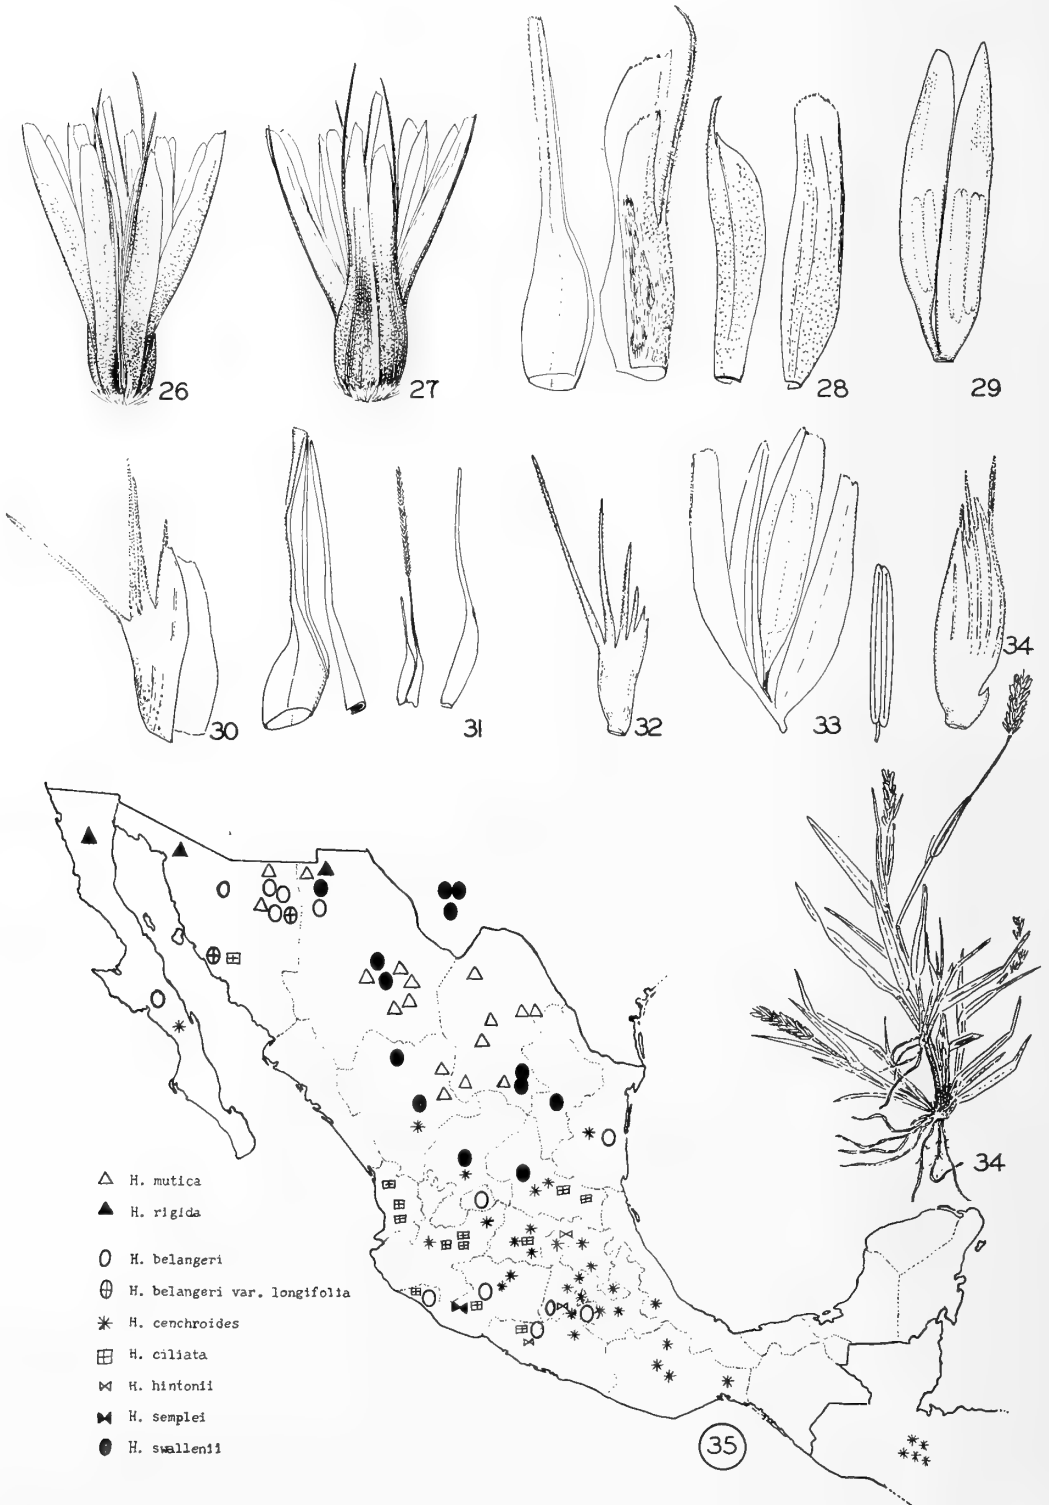 26
27
28
29
30
31
32
33
34
34
H. mutica
H. rigida
H. belangeri
H. belangeri var. longifolia
H. cenchroides
H. ciliata
H. hintonii
H. semplei
H. swallenii
35